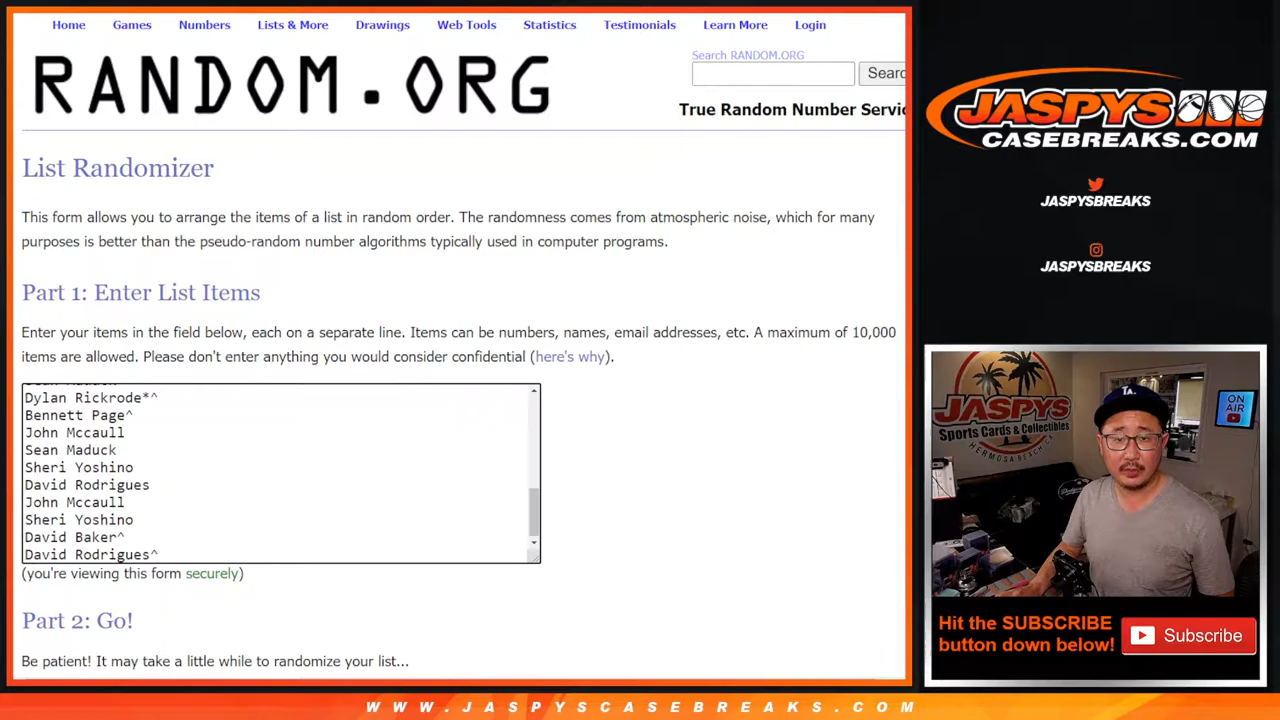 Home Games Numbers Lists & More Drawings Web Tools Statistics Testimonials Learn More Login
RANDOM.ORG
Search RANDOM.ORG
Searc
True Random Number Servic
List Randomizer
This form allows you to arrange the items of a list in random order. The randomness comes from atmospheric noise, which for many
purposes is better than the pseudo-random number algorithms typically used in computer programs.
Part 1: Enter List Items
Enter your items in the field below, each on a separate line. Items can be numbers, names, email addresses, etc. A maximum of 10,000
items are allowed. Please don't enter anything you would consider confidential (here's why).
Dylan Rickrode*^
Bennett Page^
John Mccaull
Sean Maduck
Sheri Yoshino
David Rodrigues
John Mccaull
Sheri Yoshino
David Baker^
David Rodrigues^
(you're viewing this form securely)
Part 2: Go!
Be patient! It may take a little while to randomize your list...
JASPYS
CASEBREAKS.COM
JASPYSBREAKS
JASPYSBREAKS
JASPYS
Sports Cards & Collectibles
HERMOSA BEACH
ON
AIR
Dodgers
Hit the SUBSCRIBE
button down below!
Subscribe
WWW.JASPYSCASEBREAKS.COM